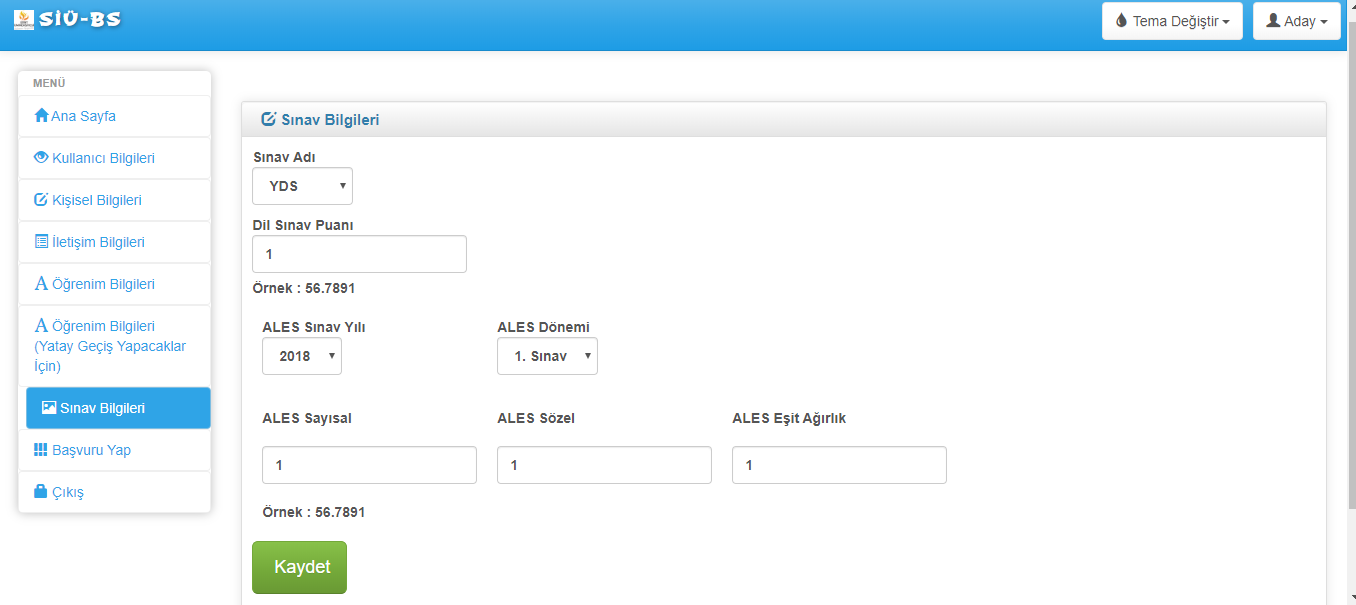 SİÜ-BS
Tema Değiştir
Aday
MENÜ
Ana Sayfa
Kullanıcı Bilgileri
Kişisel Bilgileri
İletişim Bilgileri
Öğrenim Bilgileri
Öğrenim Bilgileri
(Yatay Geçiş Yapacaklar
İçin)
Sınav Bilgileri
Başvuru Yap
Çıkış
Sınav Bilgileri
Sınav Adı
YDS
Dil Sınav Puanı
1
Örnek : 56.7891
ALES Sınav Yılı ALES Dönemi
2018 1. Sınav
ALES Sayısal ALES Sözel ALES Eşit Ağırlık
1 1 1
Örnek : 56.7891
Kaydet